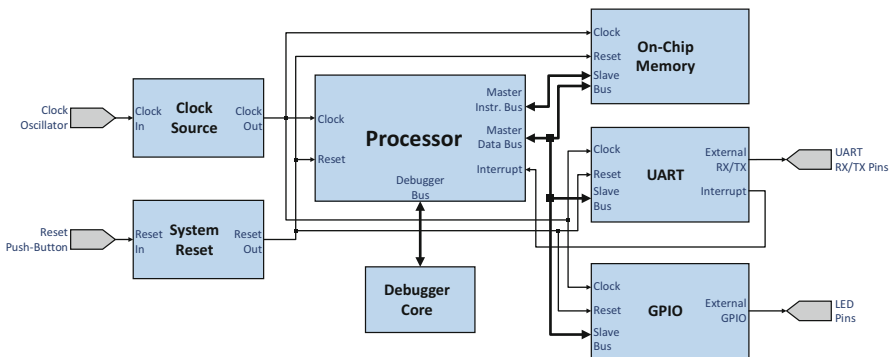 Clock
Oscillator
Clock
In
Clock
Source
Clock
Out
Reset
Push-Button
Reset
In
System
Reset
Reset
Out
Processor
Clock
Reset
Master
Instr. Bus
Master
Data Bus
Interrupt
Debugger
Bus
Debugger
Core
Clock
Reset
Slave
Bus
On-Chip
Memory
Clock
Reset
Slave
Bus
UART
External
RX/TX
Interrupt
UART
RX/TX Pins
Clock
Reset
Slave
Bus
GPIO
External
GPIO
LED
Pins